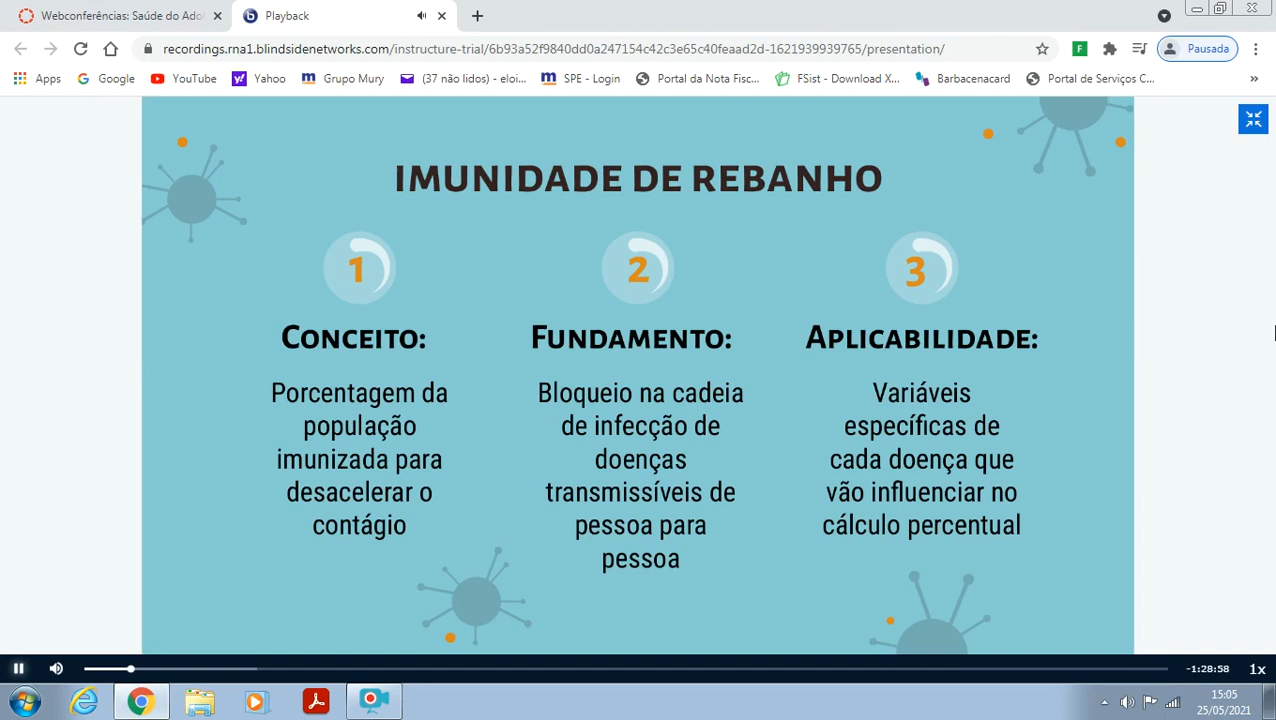 Webconferências: Saúde do Ado
Playback
recordings.rna1.blindsidenetworks.com/instructure-trial/6b93a52f9840dd0a247154c42c3e65c40feaad2d-1621939939765/presentation/
F
Pausada
Apps
Google
YouTube
Yahoo
Grupo Mury
(37 não lidos) - eloi...
SPE - Login
Portal da Nota Fisc...
FSist - Download X...
Barbacenacard
Portal de Serviços C...
»
IMUNIDADE DE REBANHO
1
2
3
CONCEITO:
FUNDAMENTO:
APLICABILIDADE:
Porcentagem da
população
imunizada para
desacelerar o
contágio
Bloqueio na cadeia
de infecção de
doenças
transmissíveis de
pessoa para
pessoa
Variáveis
específicas de
cada doença que
vão influenciar no
cálculo percentual
-1:28:58
1x
15:05
25/05/2021